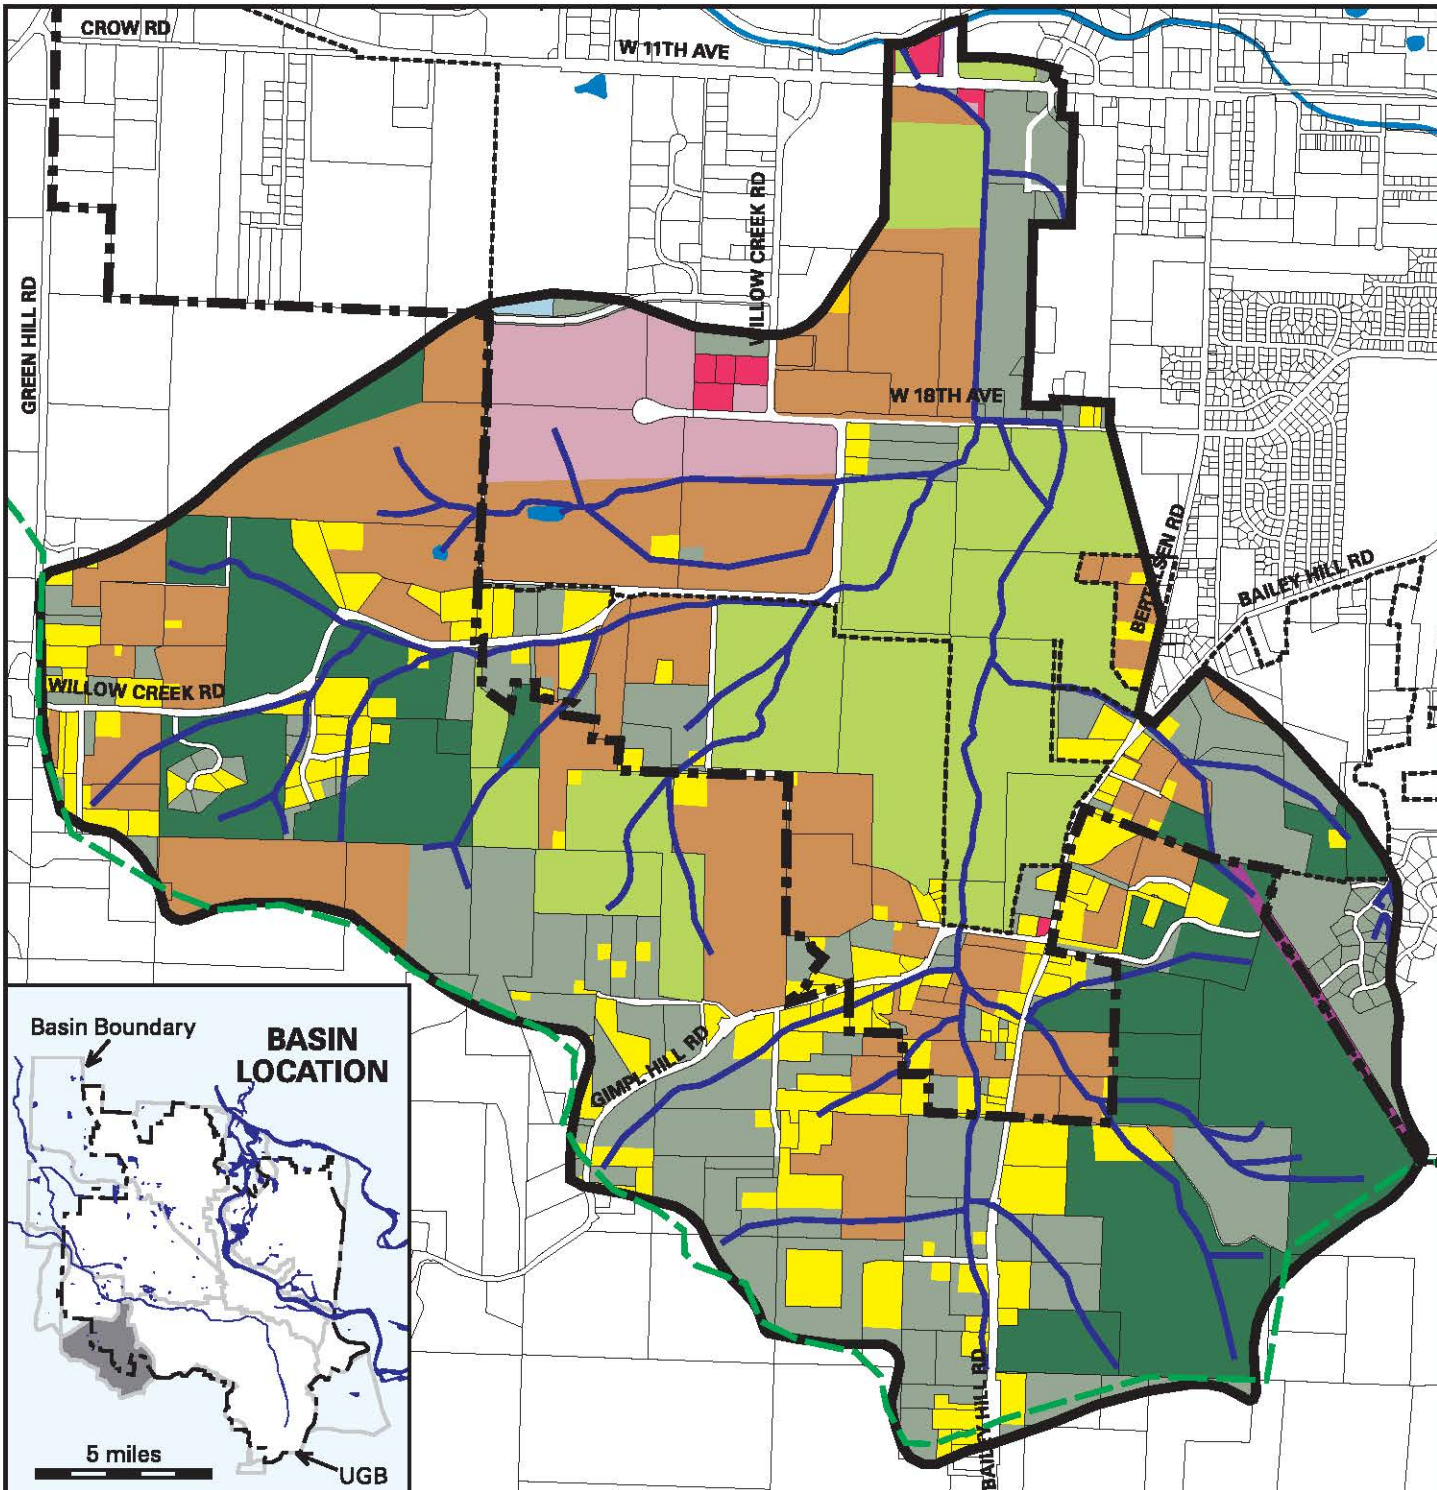 CROW RD
W 11TH AVE
WILLOW CREEK RD
GREEN HILL RD
W 18TH AVE
BERTELSEN RD
BAILEY HILL RD
WILLOW CREEK RD
GIMPL HILL RD
BAILEY HILL RD
Basin Boundary
BASIN
LOCATION
5 miles
UGB